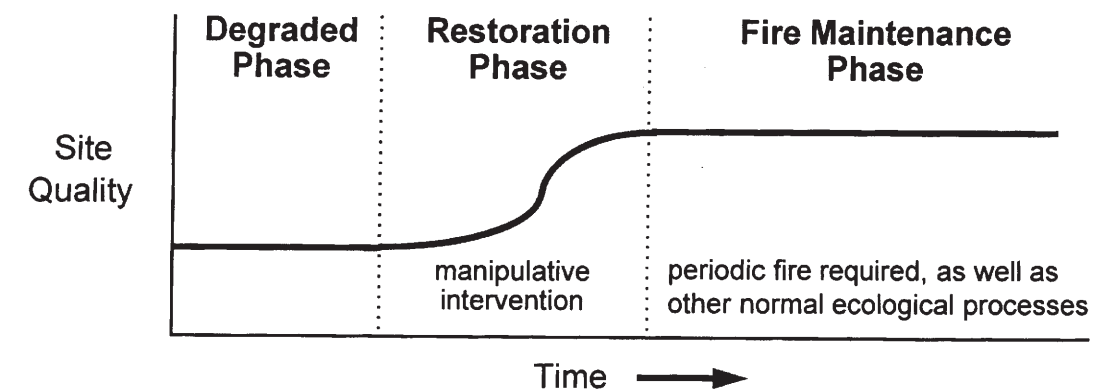 Degraded
Phase
Restoration
Phase
Fire Maintenance
Phase
Site
Quality
manipulative
intervention
periodic fire required, as well as
other normal ecological processes
Time